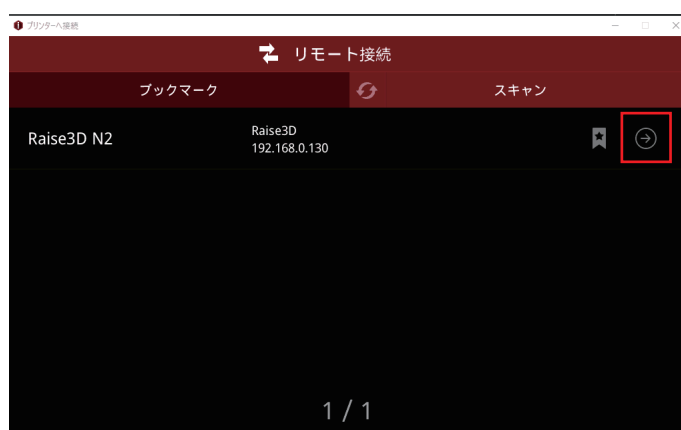 プリンターへ接続
リモート接続
ブックマーク
スキャン
Raise3D N2
Raise3D
192.168.0.130
1 / 1